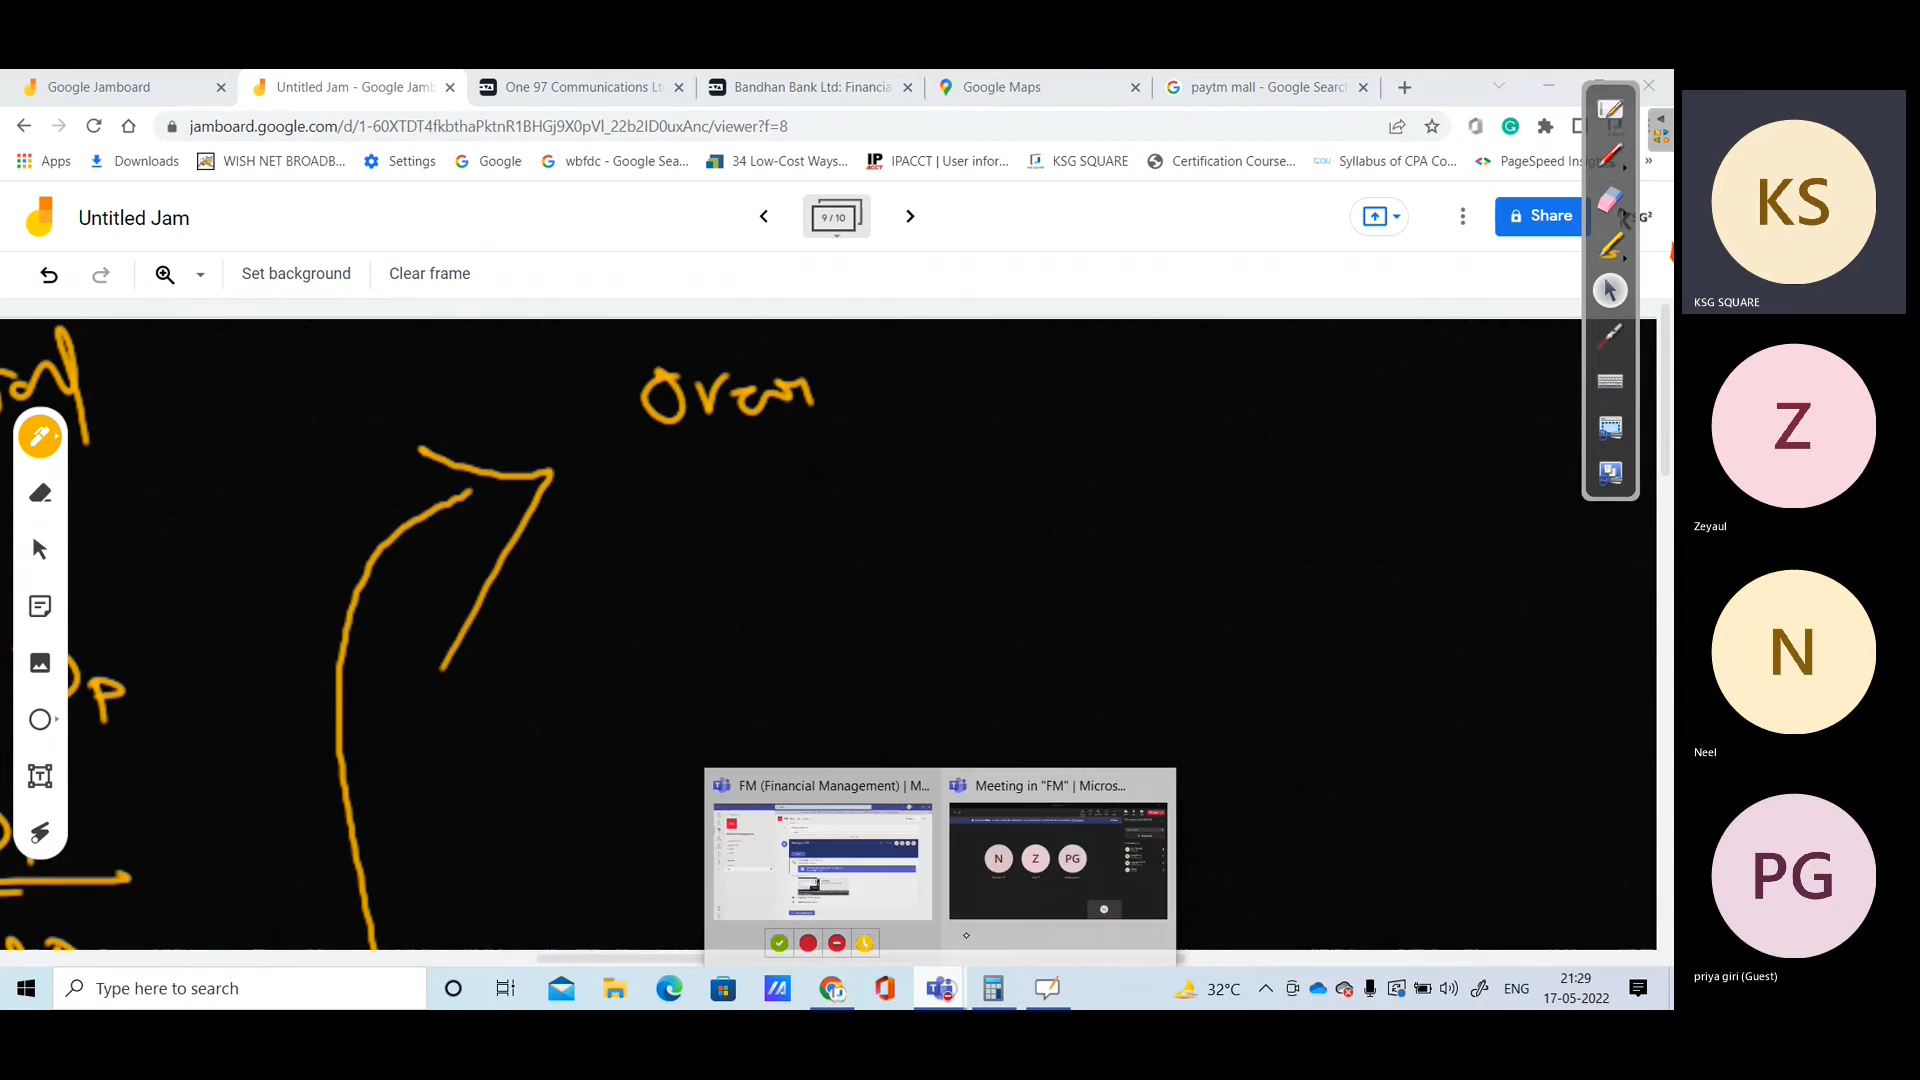 Google Jamboard
Untitled Jam - Google Jamb
One 97 Communications Lt
Bandhan Bank Ltd: Financia
Google Maps
paytm mall - Google Search
jamboard.google.com/d/1-60XTDT4fkbthaPktnR1BHGj9X0pVl_22b2ID0uxAnc/viewer?f=8
Apps
Downloads
WISH NET BROADB...
Settings
Google
wbfdc - Google Sea...
34 Low-Cost Ways...
IPACCT | User infor...
KSG SQUARE
Certification Course...
Syllabus of CPA Co...
PageSpeed Insig
Untitled Jam
9 / 10
Share
Set background
Clear frame
FM (Financial Management) | M...
Meeting in "FM" | Micros...
N
Z
PG
Type here to search
32°C
ENG
21:29
17-05-2022
KS
KSG SQUARE
Z
Zeyaul
N
Neel
PG
priya giri (Guest)